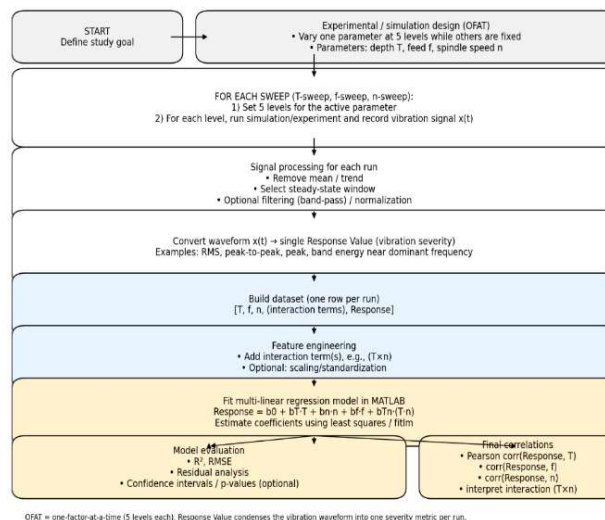 START
Define study goal
Experimental / simulation design (OFAT)
• Vary one parameter at 5 levels while others are fixed
• Parameters: depth T, feed f, spindle speed n
FOR EACH SWEEP (T-sweep, f-sweep, n-sweep):
1) Set 5 levels for the active parameter
2) For each level, run simulation/experiment and record vibration signal x(t)
Signal processing for each run
• Remove mean / trend
• Select steady-state window
• Optional filtering (band-pass) / normalization
Convert waveform x(t) → single Response Value (vibration severity)
Examples: RMS, peak-to-peak, peak, band energy near dominant frequency
Build dataset (one row per run)
[T, f, n, (interaction terms), Response]
Feature engineering
• Add interaction term(s), e.g., (T×n)
• Optional: scaling/standardization
Fit multi-linear regression model in MATLAB
Response = b0 + bT·T + bn·n + bf·f + bTn·(T·n)
Estimate coefficients using least squares / fitlm
Model evaluation
• R², RMSE
• Residual analysis
• Confidence intervals / p-values (optional)
Final correlations
• Pearson corr(Response, T)
• corr(Response, f)
• corr(Response, n)
• interpret interaction (T×n)
OFAT = one-factor-at-a-time (5 levels each). Response Value condenses the vibration waveform into one severity metric per run.